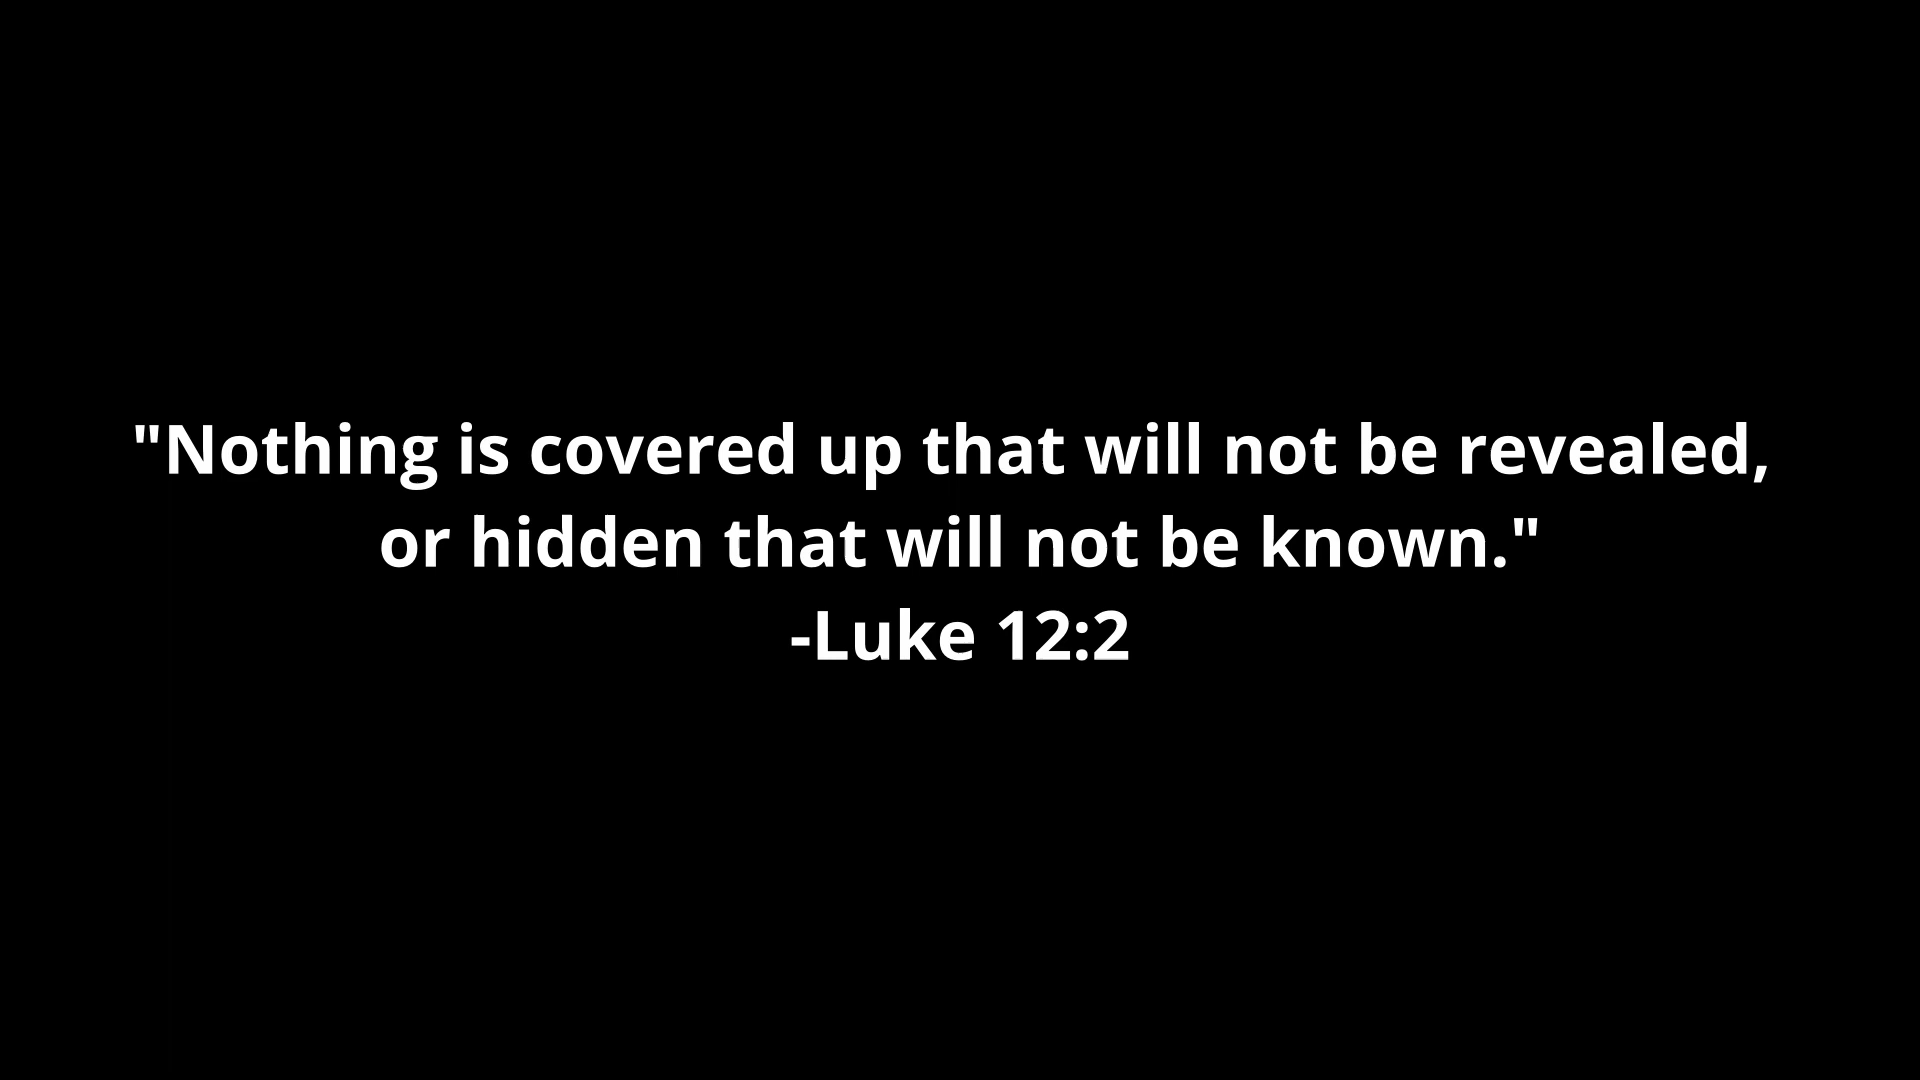 "Nothing is covered up that will not be revealed,
or hidden that will not be known."
-Luke 12:2